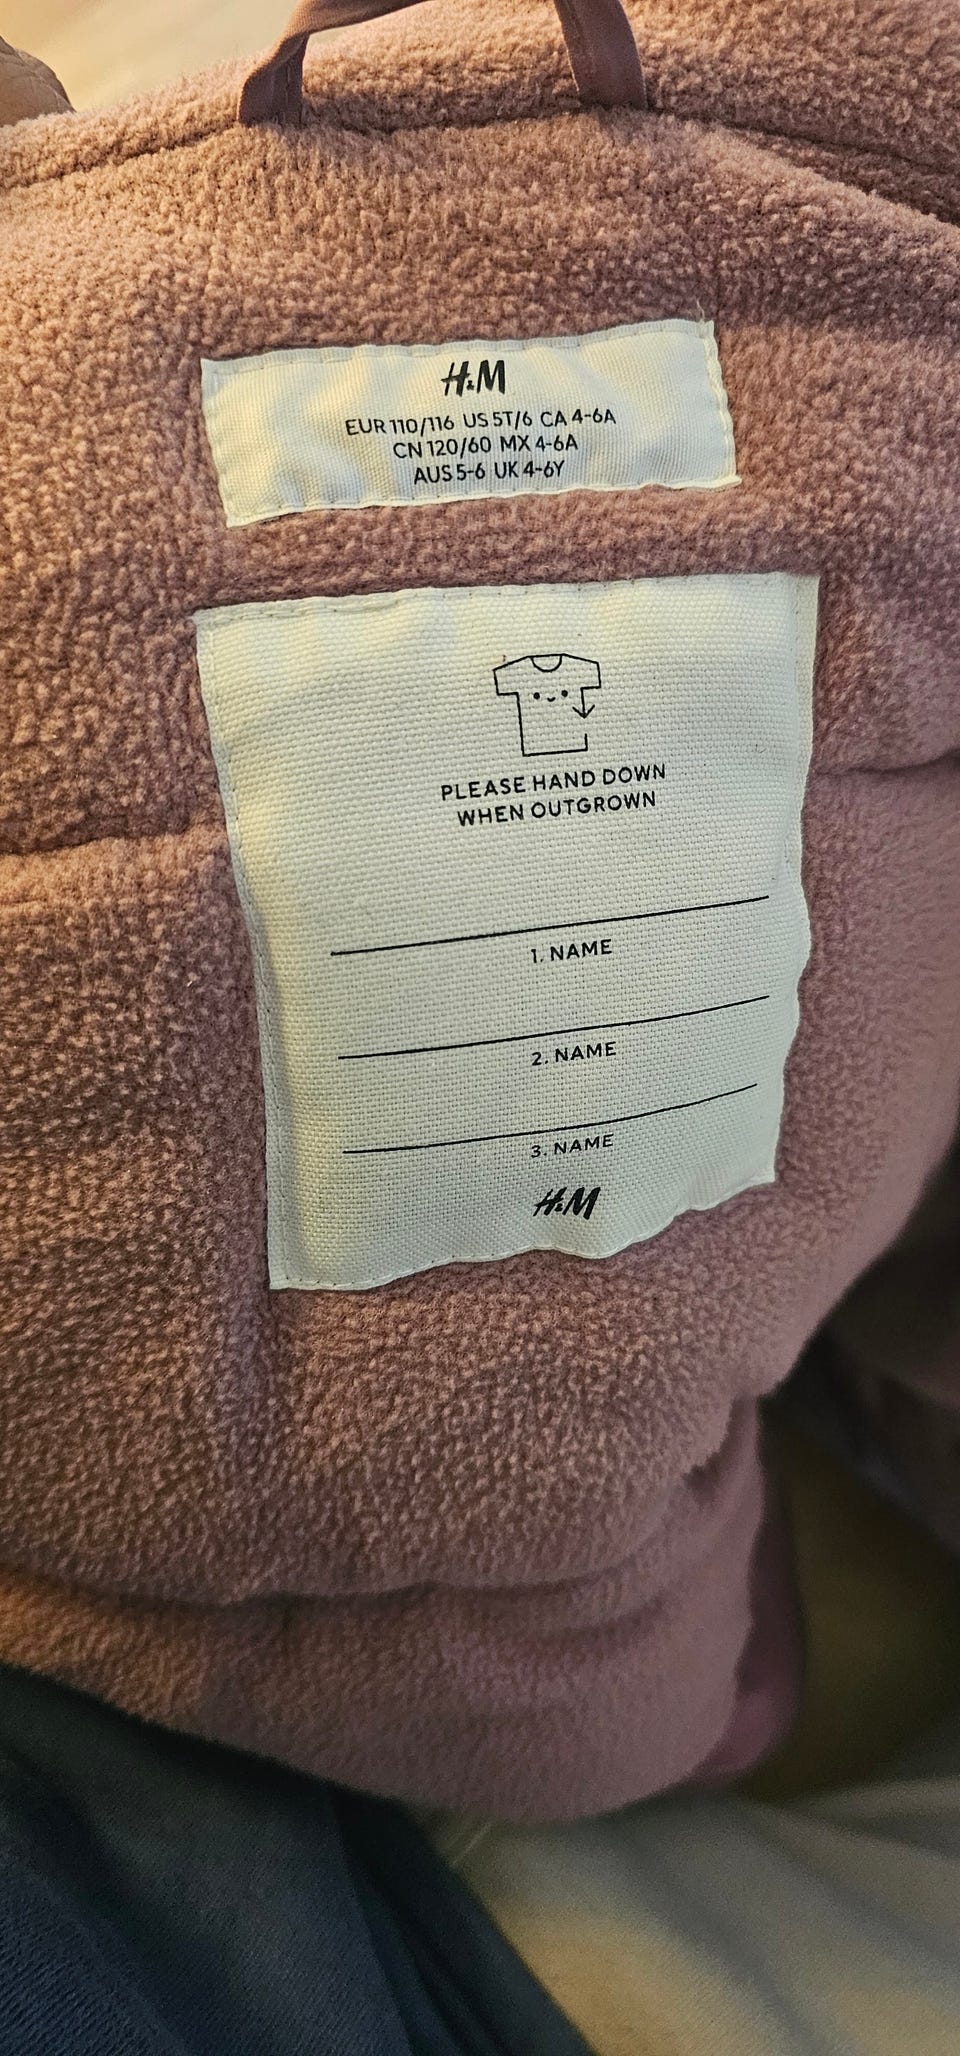 H&M
EUR 110/116 US 5T/6 CA 4-6A
CN 120/60 MX 4-6A
AUS 5-6 UK 4-6Y
PLEASE HAND DOWN
WHEN OUTGROWN
1. NAME
2. NAME
3. NAME
H&M